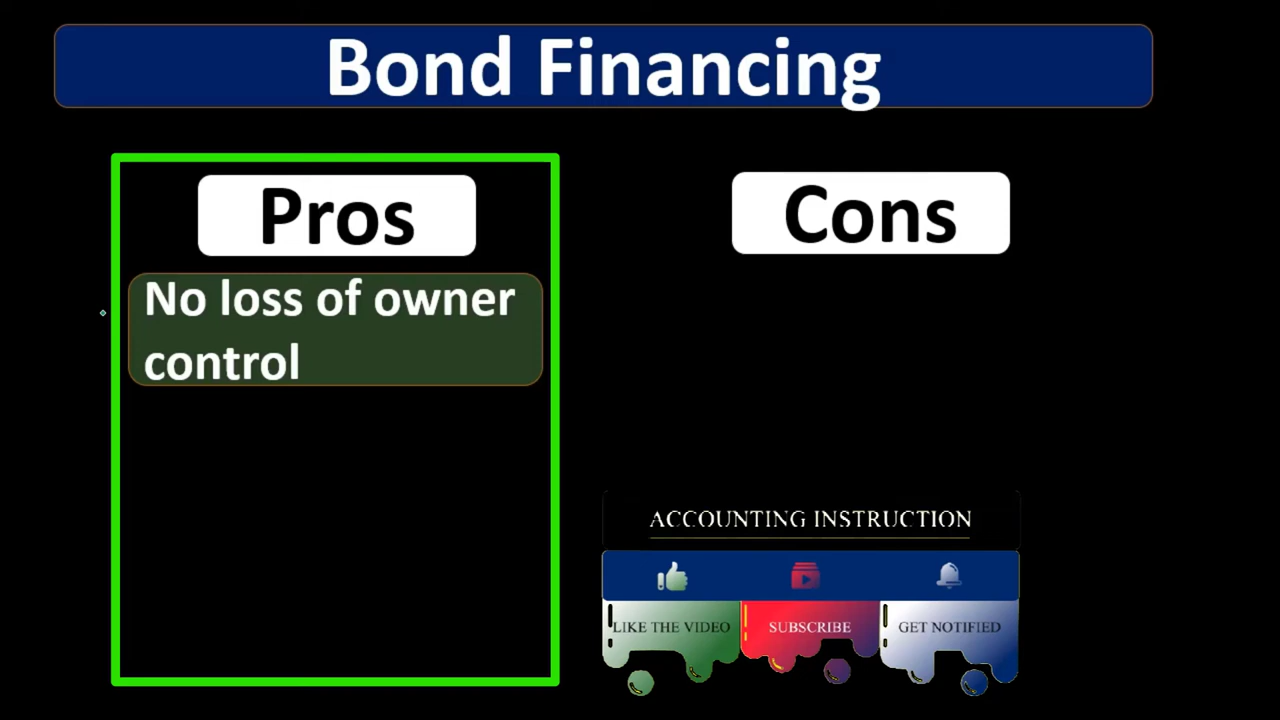 Bond Financing
Pros
Cons
No loss of owner
control
ACCOUNTING INSTRUCTION
LIKE THE VIDEO
SUBSCRIBE
GET NOTIFIED